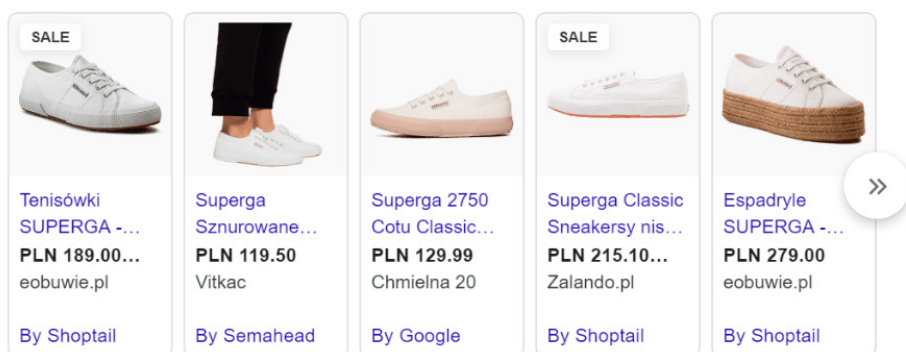 SALE
Tenisówki
SUPERGA -...
PLN 189.00...
eobuwie.pl
By Shoptail
Superga
Sznurowane...
PLN 119.50
Vitkac
By Semahead
Superga 2750
Cotu Classic...
PLN 129.99
Chmielna 20
By Google
SALE
Superga Classic
Sneakersy nis...
PLN 215.10...
Zalando.pl
By Shoptail
Espadryle
SUPERGA -...
PLN 279.00
eobuwie.pl
By Shoptail